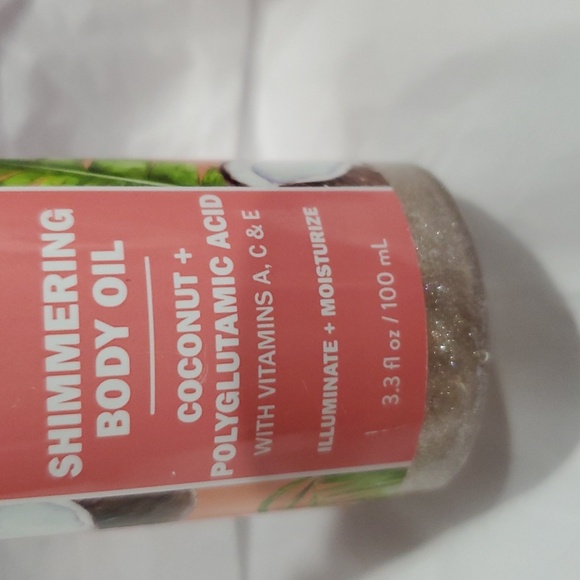 SHIMMERING
BODY OIL
COCONUT +
POLYGLUTAMIC ACID
WITH VITAMINS A, C & E
ILLUMINATE + MOISTURIZE
3.3 fl oz / 100 mL